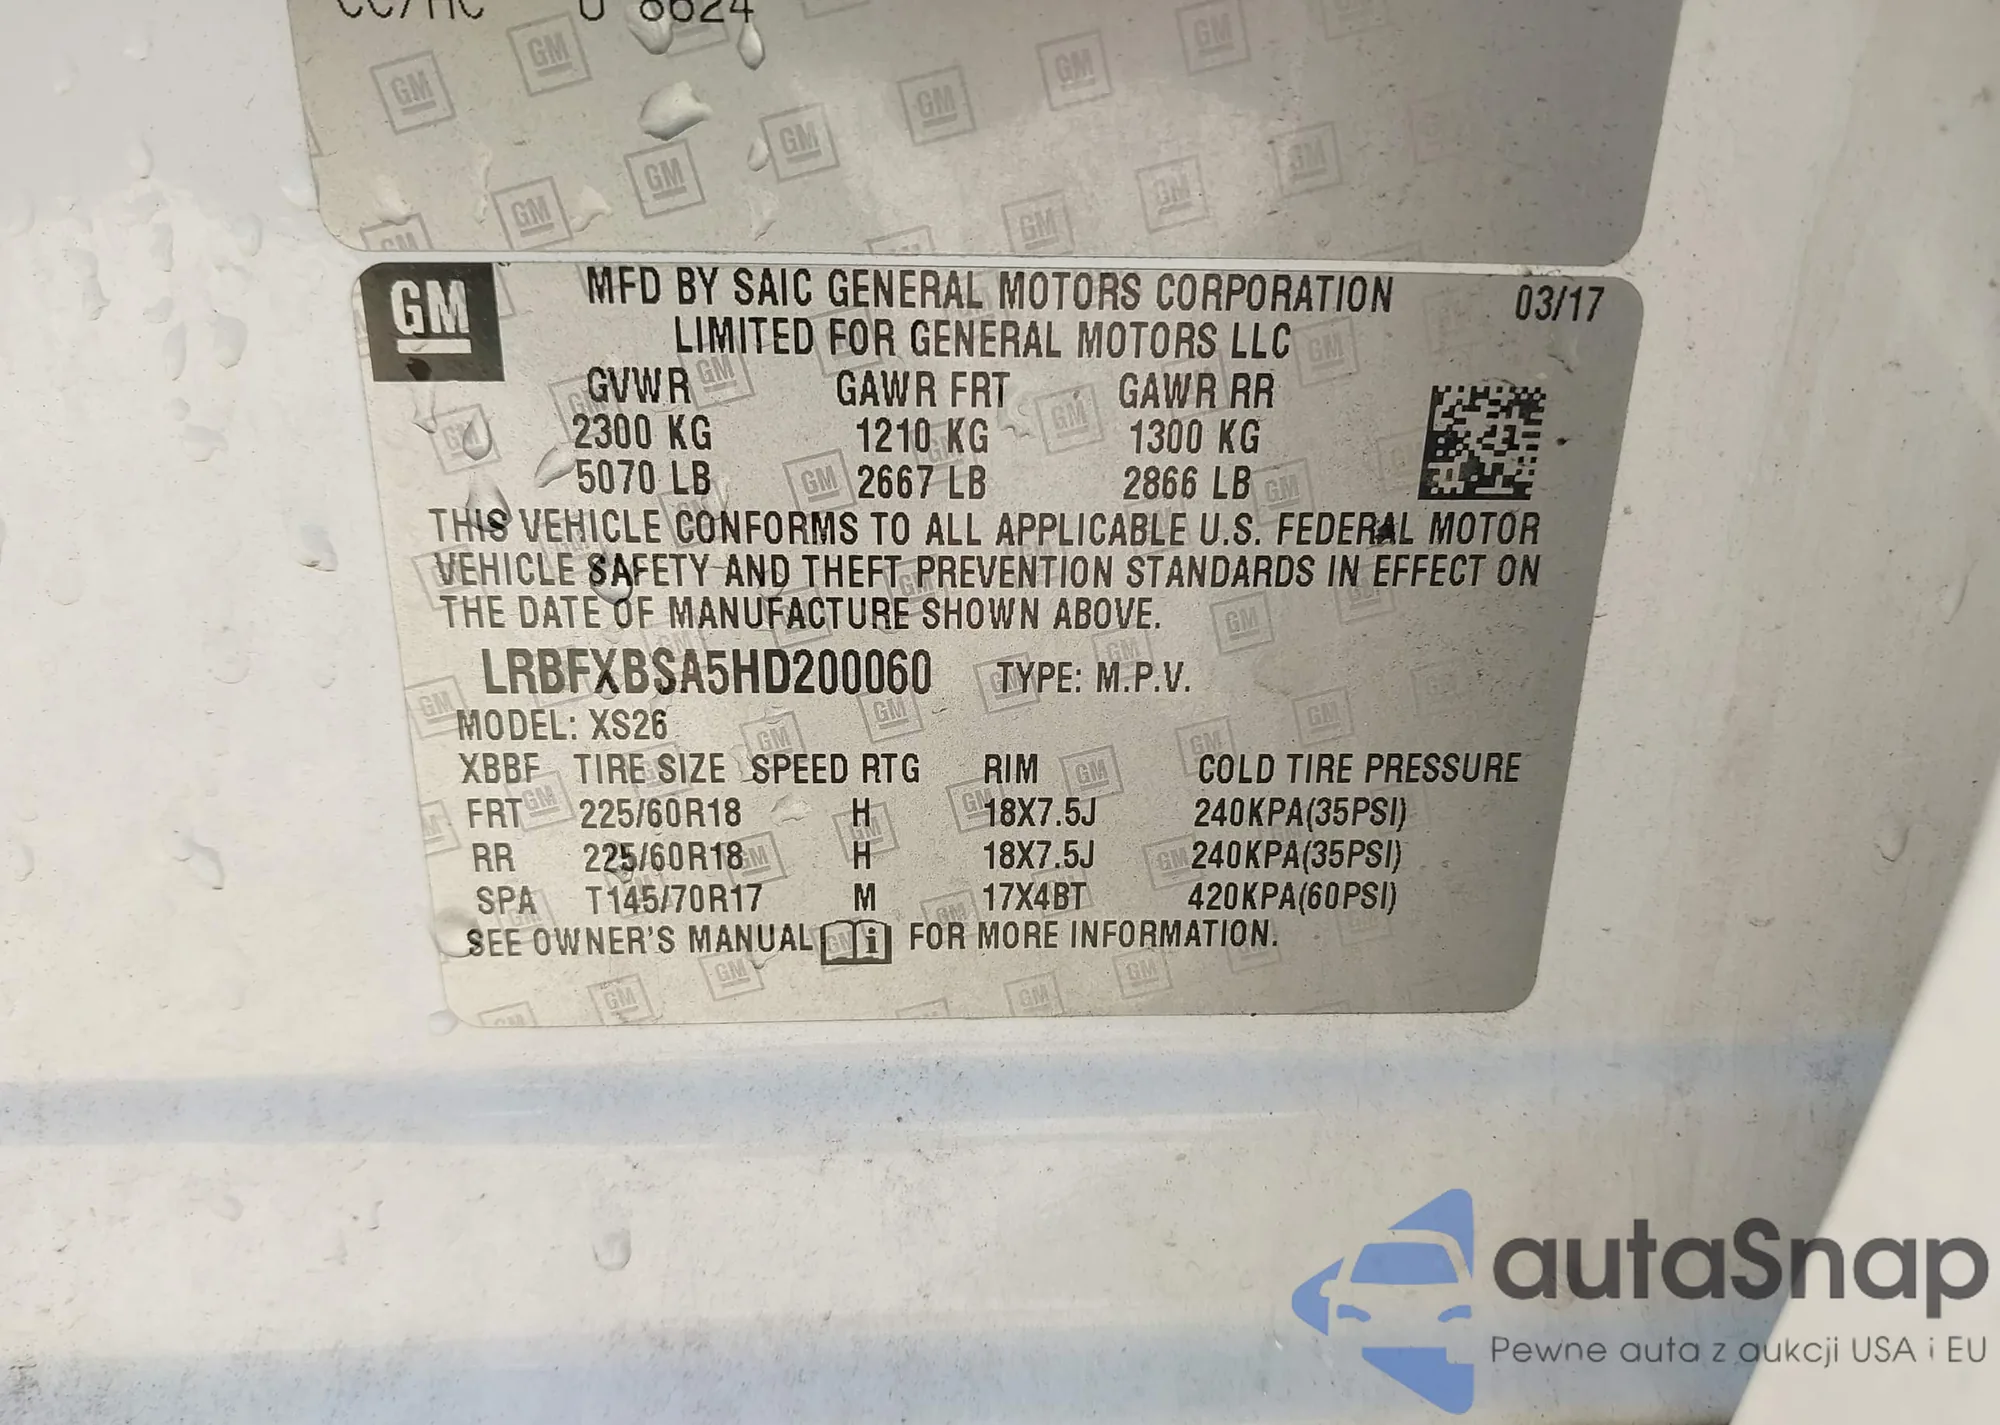 GM
MFD BY SAIC GENERAL MOTORS CORPORATION 03/17
LIMITED FOR GENERAL MOTORS LLC
GVWR GAWR FRT GAWR RR
2300 KG 1210 KG 1300 KG
5070 LB 2667 LB 2866 LB
THIS VEHICLE CONFORMS TO ALL APPLICABLE U.S. FEDERAL MOTOR
VEHICLE SAFETY AND THEFT PREVENTION STANDARDS IN EFFECT ON
THE DATE OF MANUFACTURE SHOWN ABOVE.
LRBFXBSA5HD200060 TYPE: M.P.V.
MODEL: XS26
XBBF TIRE SIZE SPEED RTG RIM COLD TIRE PRESSURE
FRT 225/60R18 H 18X7.5J 240KPA(35PSI)
RR 225/60R18 H 18X7.5J 240KPA(35PSI)
SPA T145/70R17 M 17X4BT 420KPA(60PSI)
SEE OWNER'S MANUAL i FOR MORE INFORMATION.
autaSnap
Pewne auta z aukcji USA i EU